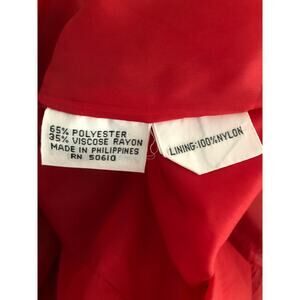 65% POLYESTER
35% VISCOSE RAYON
MADE IN PHILIPPINES
RN 50610
LINING:100% NYLON